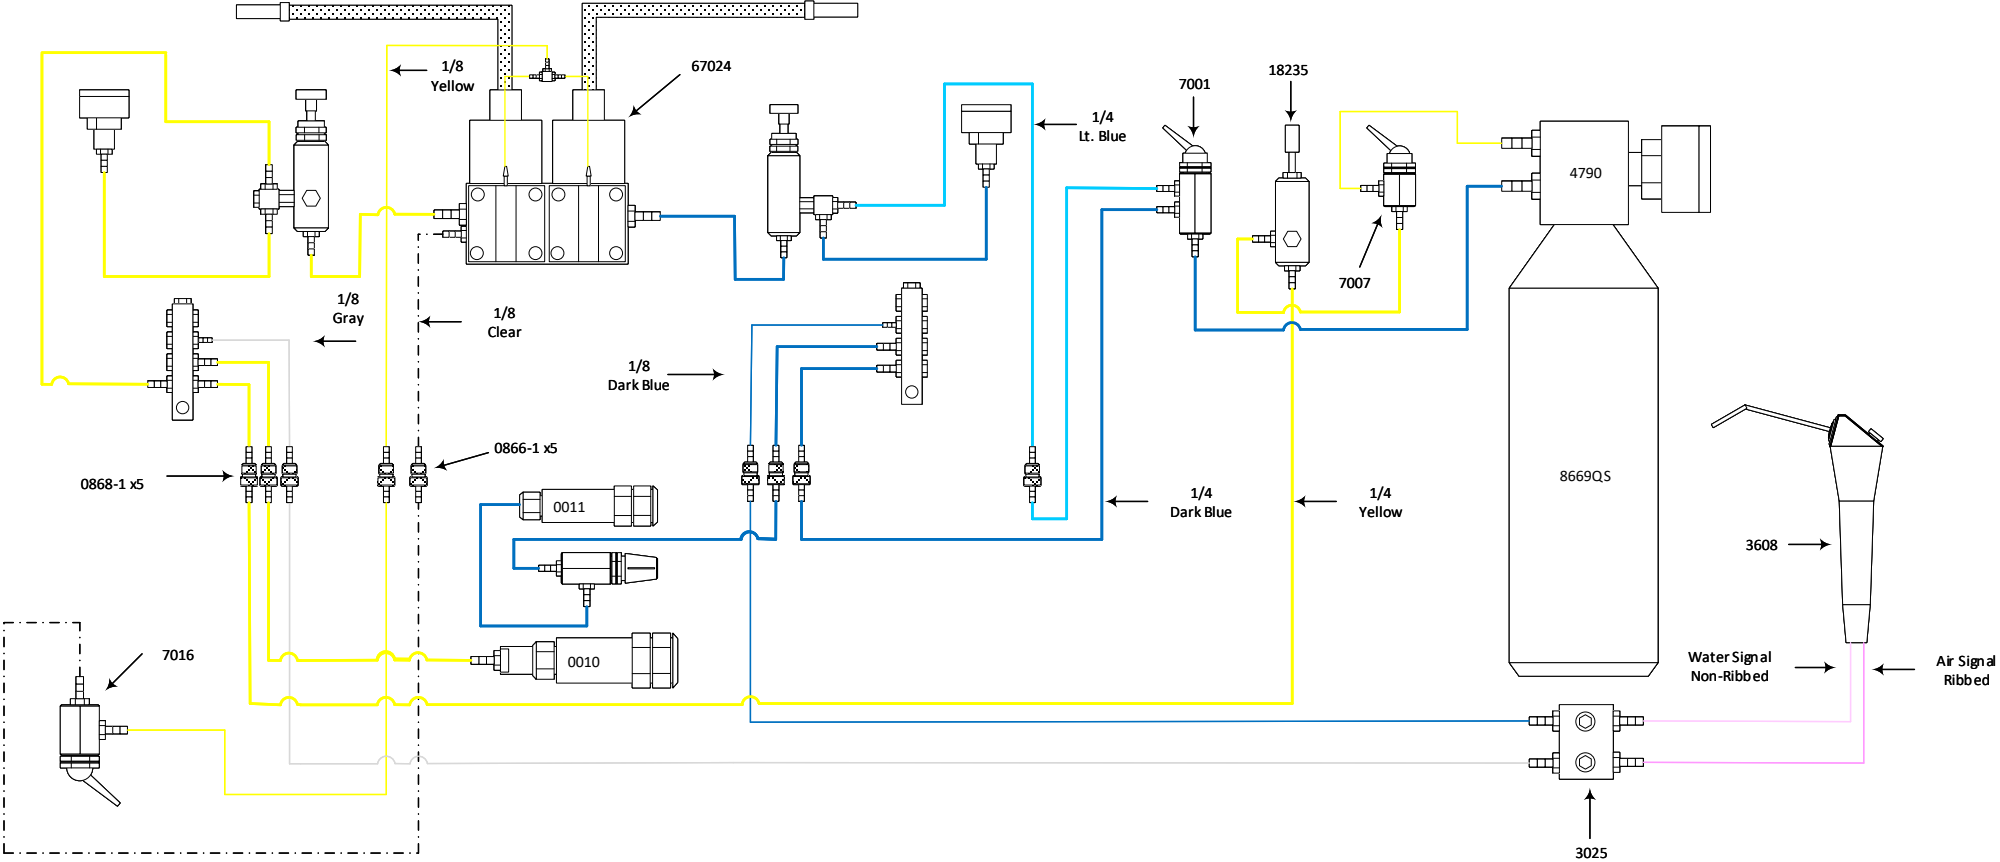 1/8
Yellow
67024
7001
18235
1/4
Lt. Blue
4790
7007
1/8
Gray
1/8
Clear
1/8
Dark Blue
0866-1 x5
0868-1 x5
0011
1/4
Dark Blue
1/4
Yellow
8669QS
3608
7016
0010
Water Signal
Non-Ribbed
Air Signal
Ribbed
3025